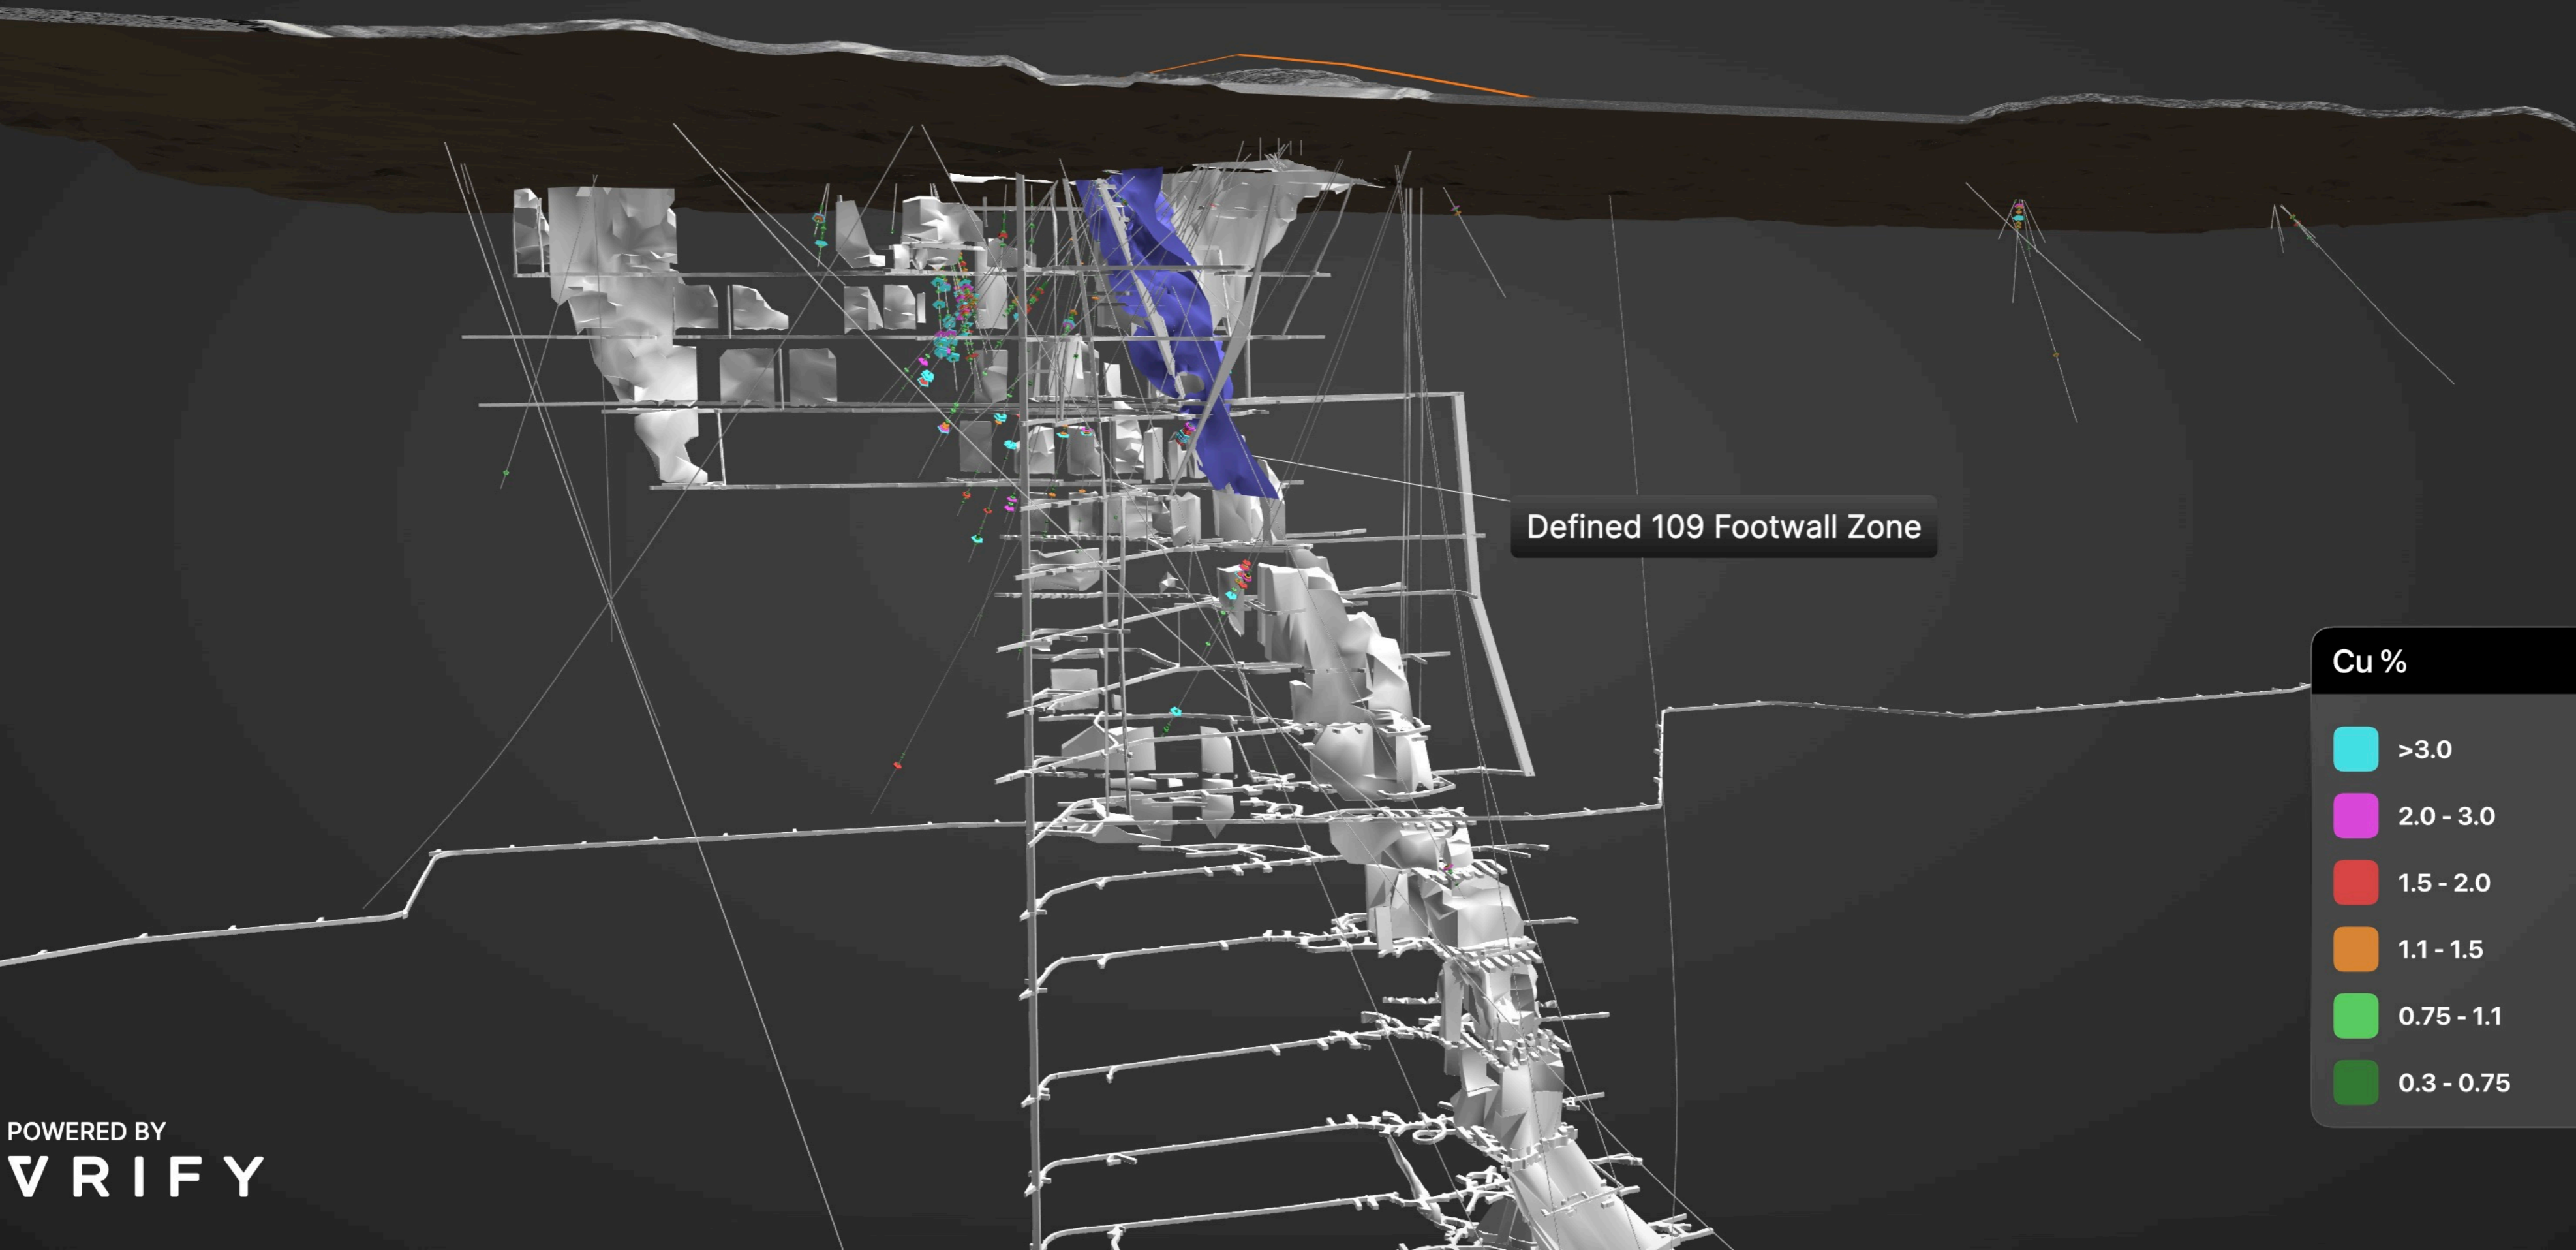 Defined 109 Footwall Zone
Cu %
>3.0
2.0 - 3.0
1.5 - 2.0
1.1 - 1.5
0.75 - 1.1
0.3 - 0.75
POWERED BY
VRIFY